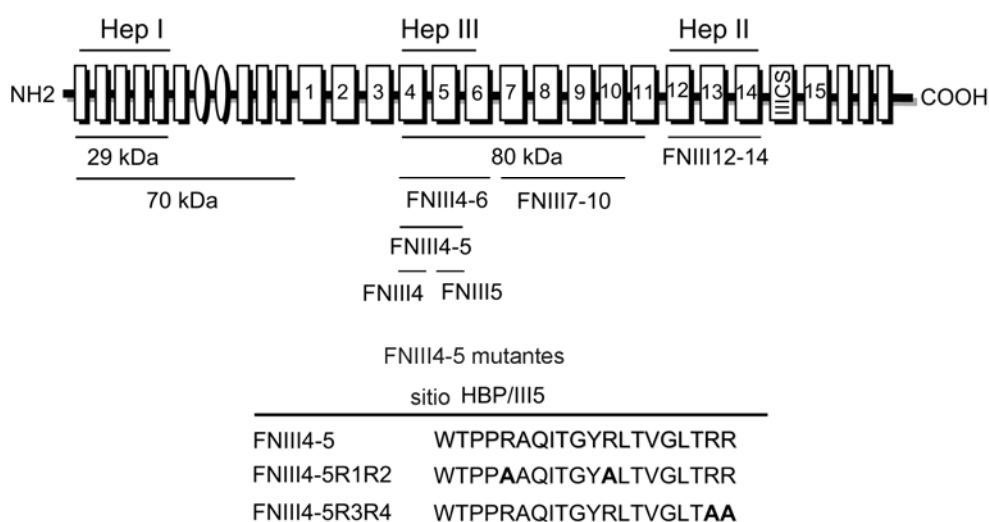 Hep I Hep III Hep II
NH2 1 2 3 4 5 6 7 8 9 10 11 12 13 14 IIICS 15 COOH
29 kDa 80 kDa FNIII12-14
70 kDa FNIII4-6 FNIII7-10
FNIII4-5
FNIII4 FNIII5
FNIII4-5 mutantes
sitio HBP/III5
FNIII4-5 WTPPRAQITGYRLTVGLTRR
FNIII4-5R1R2 WTPPAAQITGYALTVGLTRR
FNIII4-5R3R4 WTPPRAQITGYRLTVGLTAA